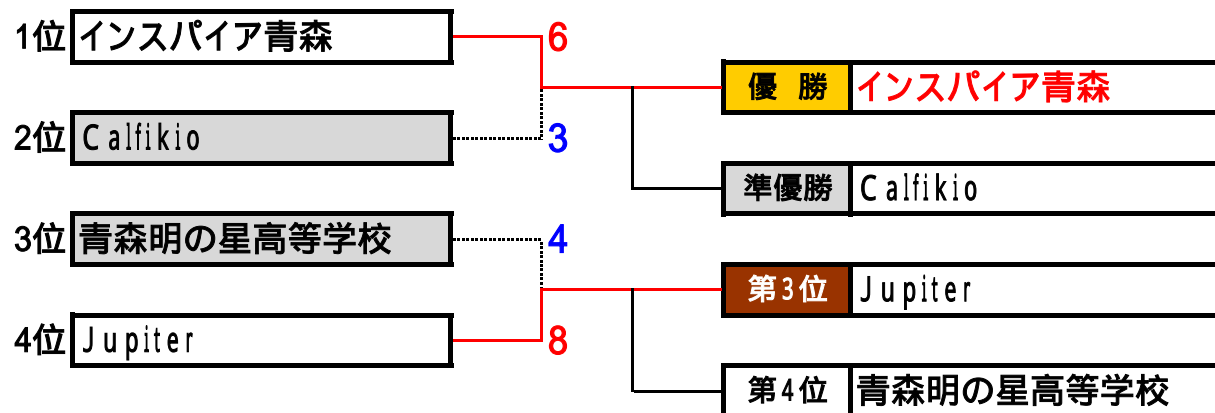 1位 インスパイア青森 6
優 勝 インスパイア青森
2位 Calfikio 3
準優勝 Calfikio
3位 青森明の星高等学校 4
第3位 Jupiter
4位 Jupiter 8
第4位 青森明の星高等学校